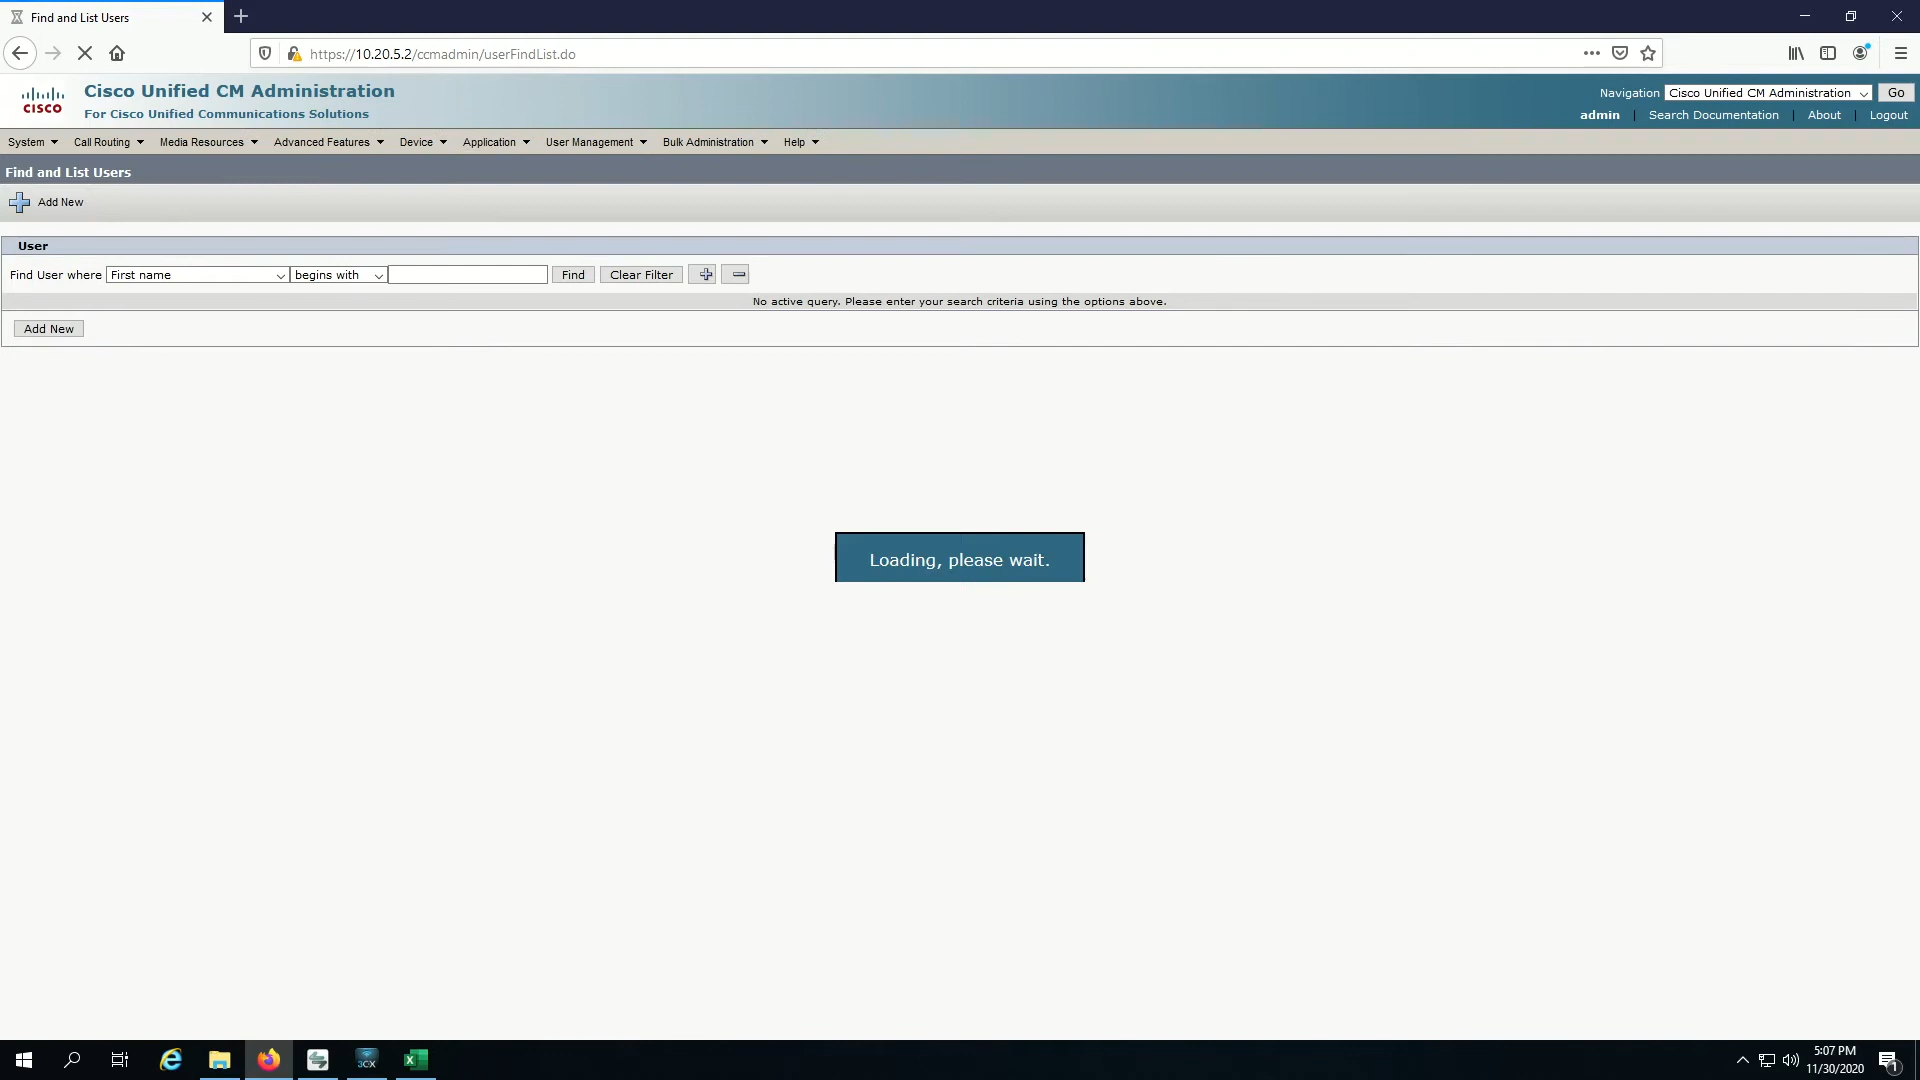 Find and List Users
https://10.20.5.2/ccmadmin/userFindList.do
CISCO
Cisco Unified CM Administration
For Cisco Unified Communications Solutions
Navigation Cisco Unified CM Administration Go
admin | Search Documentation | About | Logout
System Call Routing Media Resources Advanced Features Device Application User Management Bulk Administration Help
Find and List Users
Add New
User
Find User where First name begins with Find Clear Filter
No active query. Please enter your search criteria using the options above.
Add New
Loading, please wait.
3CX
5:07 PM
11/30/2020
1